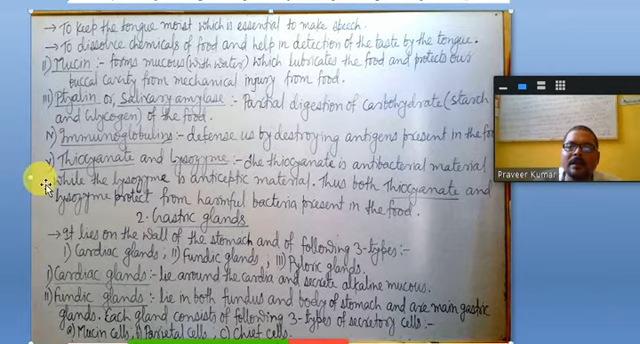 → To keep the tongue moist which is essential to make speech.
→ To dissolve chemicals of food and help in detection of the taste by the tongue.
II) Mucin :- forms mucous (with water) which lubricates the food and protects our
buccal cavity from mechanical injury from food.
III) Ptyalin or, Salivary amylase :- Partial digestion of carbohydrate (starch
and Glycogen) of the food.
IV) Immunoglobulins :- defense us by destroying antigens present in the foo
V) Thiocyanate and Lysozyme :- The thiocyanate is antibacterial material
while the lysozyme is anticeptic material. Thus both Thiocyanate and
lysozyme protect from harmful bacteria present in the food.
2. Gastric glands
→ It lies on the wall of the stomach and of following 3-types :-
I) Cardiac glands ; II) Fundic glands ; III) Pyloric glands.
I) Cardiac glands :- lie around the cardia and secrete alkaline mucous.
II) Fundic glands :- lie in both fundus and body of stomach and are main gastric
glands. Each gland consists of following 3-types of secretory cells :-
a) Mucin cells, b) Parietal cells, c) Chief cells.
Praveer Kumar